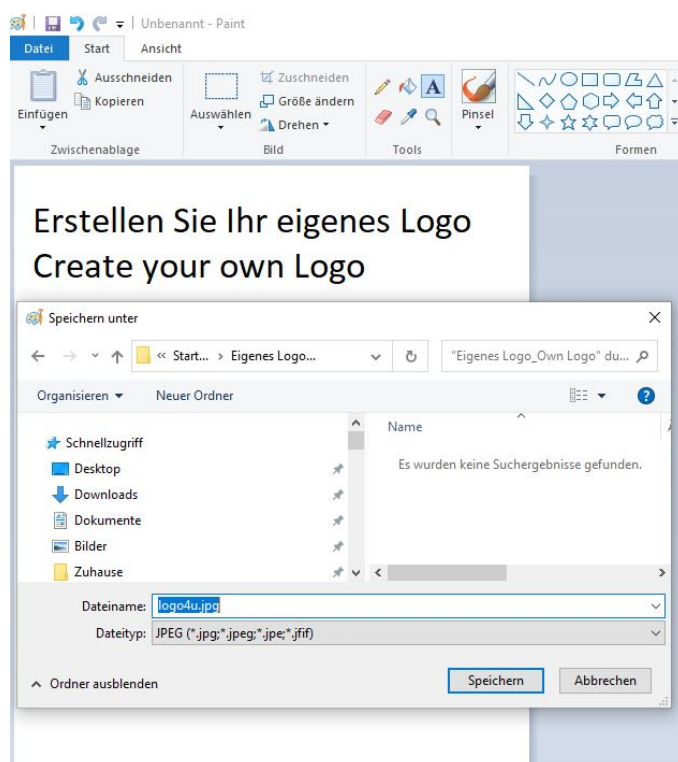 Unbenannt - Paint
Datei Start Ansicht
Ausschneiden
Kopieren
Einfügen
Zwischenablage
Auswählen
Zuschneiden
Größe ändern
Drehen
Bild
A
Tools
Pinsel
Formen
Erstellen Sie Ihr eigenes Logo
Create your own Logo
Speichern unter
« Start... › Eigenes Logo...
"Eigenes Logo_Own Logo" du...
Organisieren Neuer Ordner
?
Schnellzugriff
Desktop
Downloads
Dokumente
Bilder
Zuhause
Name
Es wurden keine Suchergebnisse gefunden.
Dateiname: logo4u.jpg
Dateityp: JPEG (*.jpg;*.jpeg;*.jpe;*.jfif)
Ordner ausblenden
Speichern Abbrechen